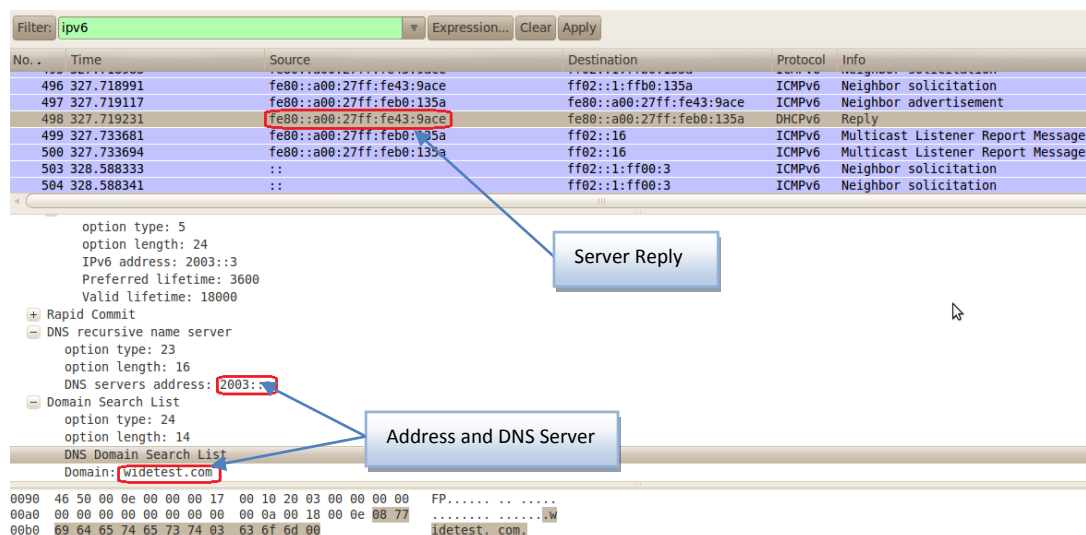 Filter: ipv6 Expression... Clear Apply
No. . Time Source Destination Protocol Info
496 327.718991 fe80::a00:27ff:fe43:9ace ff02::1:ffb0:135a ICMPv6 Neighbor solicitation
497 327.719117 fe80::a00:27ff:feb0:135a fe80::a00:27ff:fe43:9ace ICMPv6 Neighbor advertisement
498 327.719231 fe80::a00:27ff:fe43:9ace fe80::a00:27ff:feb0:135a DHCPv6 Reply
499 327.733681 fe80::a00:27ff:feb0:135a ff02::16 ICMPv6 Multicast Listener Report Message
500 327.733694 fe80::a00:27ff:feb0:135a ff02::16 ICMPv6 Multicast Listener Report Message
503 328.588333 :: ff02::1:ff00:3 ICMPv6 Neighbor solicitation
504 328.588341 :: ff02::1:ff00:3 ICMPv6 Neighbor solicitation
option type: 5
option length: 24
IPv6 address: 2003::3
Preferred lifetime: 3600
Valid lifetime: 18000
Server Reply
Rapid Commit
DNS recursive name server
option type: 23
option length: 16
DNS servers address: 2003::
Domain Search List
option type: 24
option length: 14
DNS Domain Search List
Domain: widetest.com
Address and DNS Server
0090 46 50 00 0e 00 00 00 17 00 10 20 03 00 00 00 00 FP...... .. .....
00a0 00 00 00 00 00 00 00 00 00 0a 00 18 00 0e 08 77 ........ .......w
00b0 69 64 65 74 65 73 74 03 63 6f 6d 00 idetest. com.